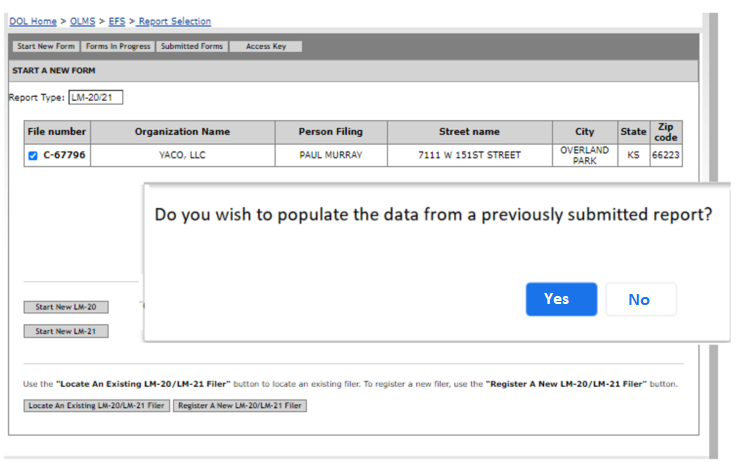 DOL Home > OLMS > EFS > Report Selection
Start New Form Forms In Progress Submitted Forms Access Key
START A NEW FORM
Report Type: LM-20/21
File number Organization Name Person Filing Street name City State Zip code
C-67796 YACO, LLC PAUL MURRAY 7111 W 151ST STREET OVERLAND PARK KS 66223
Do you wish to populate the data from a previously submitted report?
Yes No
Start New LM-20
Start New LM-21
Use the "Locate An Existing LM-20/LM-21 Filer" button to locate an existing filer. To register a new filer, use the "Register A New LM-20/LM-21 Filer" button.
Locate An Existing LM-20/LM-21 Filer Register A New LM-20/LM-21 Filer